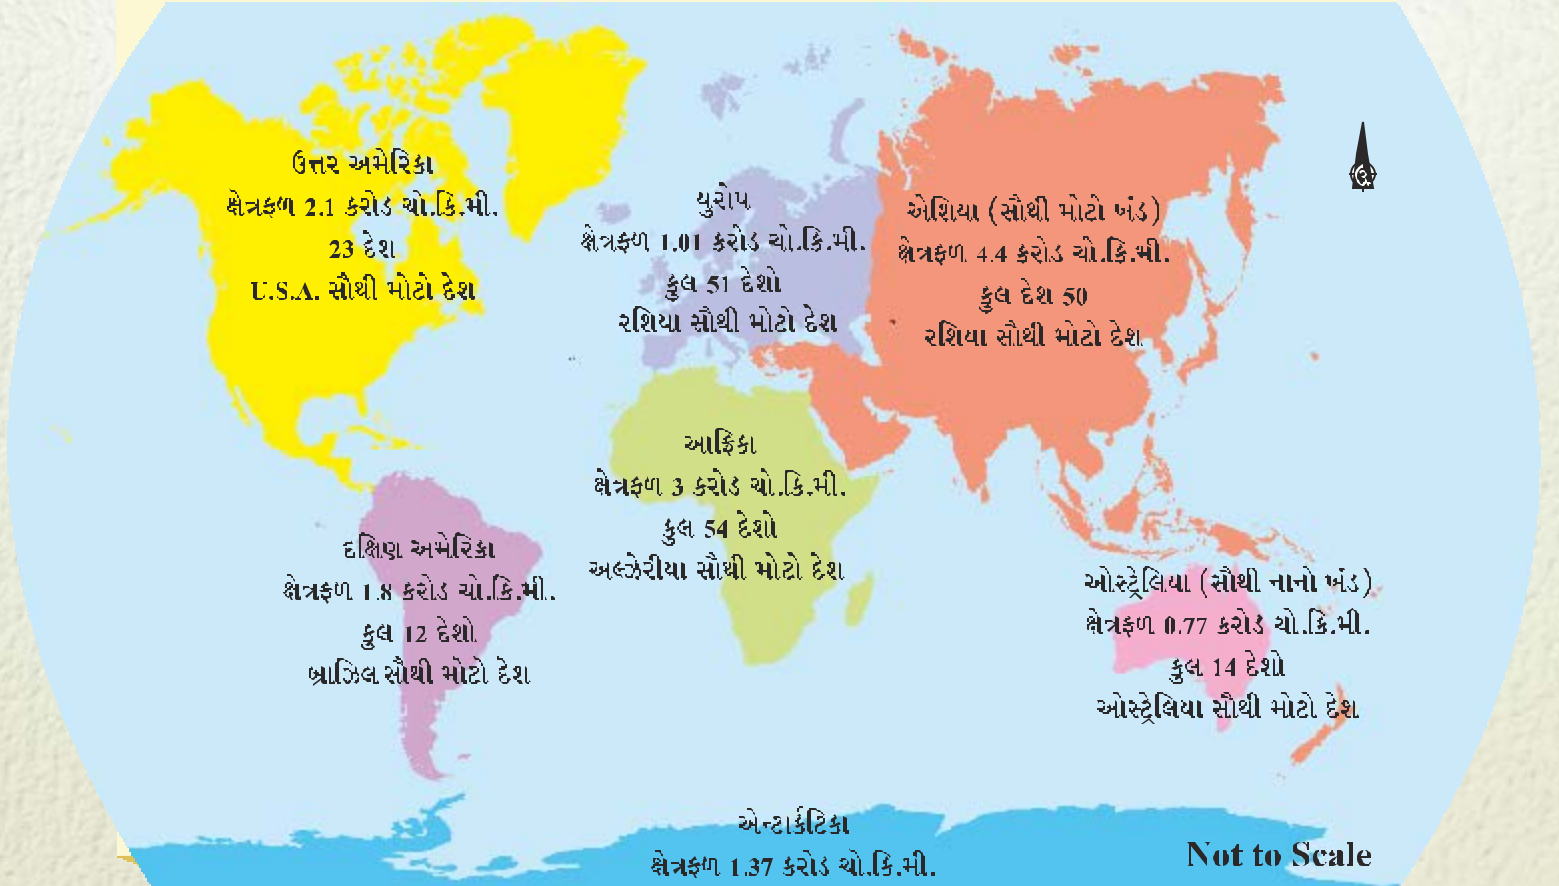 ઉત્તર અમેરિકા
ક્ષેત્રફળ 2.1 કરોડ ચો.કિ.મી.
23 દેશ
U.S.A. સૌથી મોટો દેશ
યુરોપ
ક્ષેત્રફળ 1.01 કરોડ ચો.કિ.મી.
કુલ 51 દેશો
રશિયા સૌથી મોટો દેશ
એશિયા (સૌથી મોટો ખંડ)
ક્ષેત્રફળ 4.4 કરોડ ચો.કિ.મી.
કુલ દેશ 50
રશિયા સૌથી મોટો દેશ
ઉ
આફ્રિકા
ક્ષેત્રફળ 3 કરોડ ચો.કિ.મી.
કુલ 54 દેશો
અલ્ઝેરીયા સૌથી મોટો દેશ
દક્ષિણ અમેરિકા
ક્ષેત્રફળ 1.8 કરોડ ચો.કિ.મી.
કુલ 12 દેશો
બ્રાઝિલ સૌથી મોટો દેશ
ઓસ્ટ્રેલિયા (સૌથી નાનો ખંડ)
ક્ષેત્રફળ 0.77 કરોડ ચો.કિ.મી.
કુલ 14 દેશો
ઓસ્ટ્રેલિયા સૌથી મોટો દેશ
એન્ટાર્કટિકા
ક્ષેત્રફળ 1.37 કરોડ ચો.કિ.મી.
Not to Scale